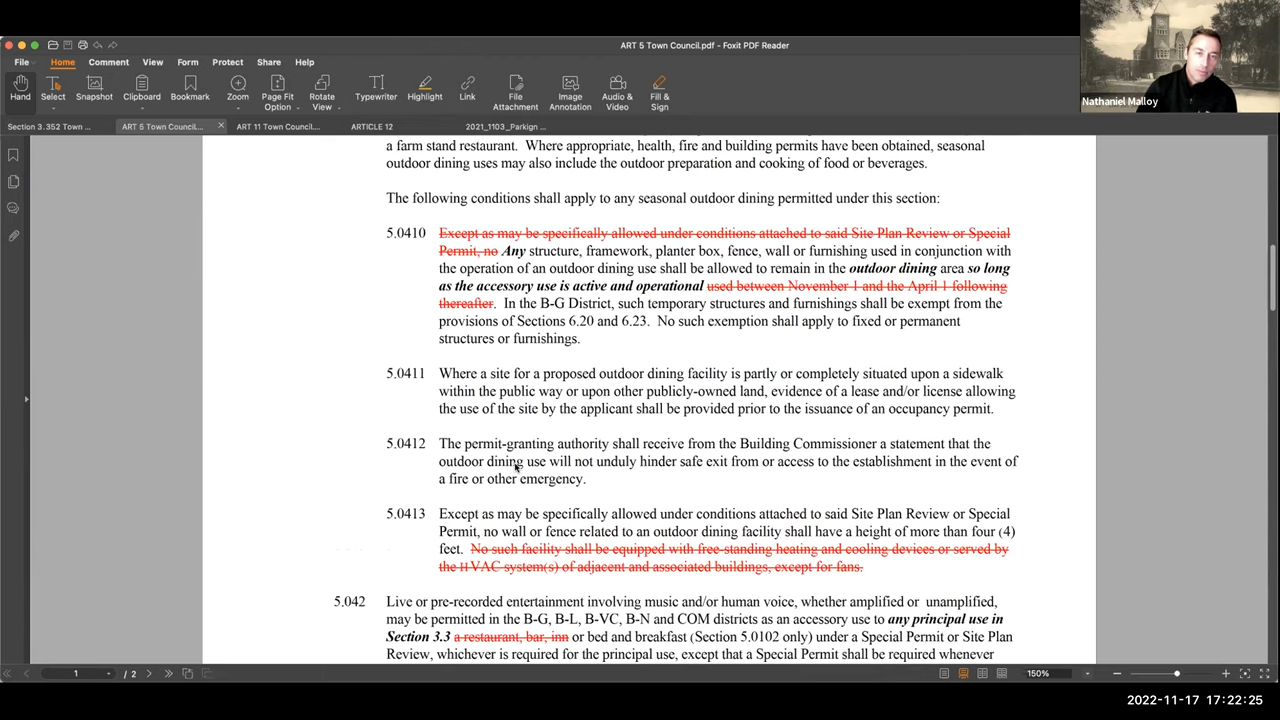 ART 5 Town Council.pdf - Foxit PDF Reader
File Home Comment View Form Protect Share Help
Hand Select Snapshot Clipboard Bookmark Zoom Page Fit Option Rotate View Typewriter Highlight Link File Attachment Image Annotation Audio & Video Fill & Sign
Nathaniel Malloy
Section 3.352 Town ... ART 5 Town Council.... ART 11 Town Council.... ARTICLE 12 2021_1103_Parkign ...
a farm stand restaurant. Where appropriate, health, fire and building permits have been obtained, seasonal
outdoor dining uses may also include the outdoor preparation and cooking of food or beverages.
The following conditions shall apply to any seasonal outdoor dining permitted under this section:
5.0410 Except as may be specifically allowed under conditions attached to said Site Plan Review or Special
Permit, no Any structure, framework, planter box, fence, wall or furnishing used in conjunction with
the operation of an outdoor dining use shall be allowed to remain in the outdoor dining area so long
as the accessory use is active and operational used between November 1 and the April 1 following
thereafter. In the B-G District, such temporary structures and furnishings shall be exempt from the
provisions of Sections 6.20 and 6.23. No such exemption shall apply to fixed or permanent
structures or furnishings.
5.0411 Where a site for a proposed outdoor dining facility is partly or completely situated upon a sidewalk
within the public way or upon other publicly-owned land, evidence of a lease and/or license allowing
the use of the site by the applicant shall be provided prior to the issuance of an occupancy permit.
5.0412 The permit-granting authority shall receive from the Building Commissioner a statement that the
outdoor dining use will not unduly hinder safe exit from or access to the establishment in the event of
a fire or other emergency.
5.0413 Except as may be specifically allowed under conditions attached to said Site Plan Review or Special
Permit, no wall or fence related to an outdoor dining facility shall have a height of more than four (4)
feet. No such facility shall be equipped with free-standing heating and cooling devices or served by
the HVAC system(s) of adjacent and associated buildings, except for fans.
5.042 Live or pre-recorded entertainment involving music and/or human voice, whether amplified or unamplified,
may be permitted in the B-G, B-L, B-VC, B-N and COM districts as an accessory use to any principal use in
Section 3.3 a restaurant, bar, inn or bed and breakfast (Section 5.0102 only) under a Special Permit or Site Plan
Review, whichever is required for the principal use, except that a Special Permit shall be required whenever
1 / 2 150%
2022-11-17 17:22:25